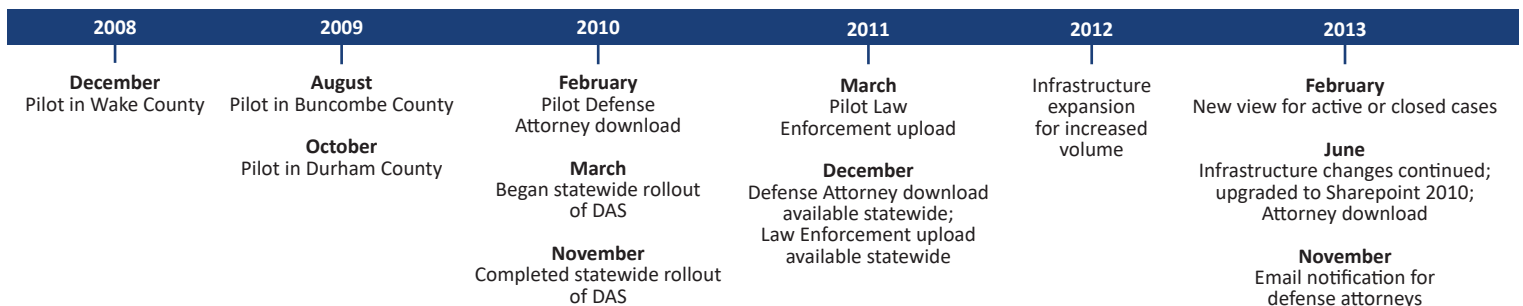 2008
December
Pilot in Wake County
2009
August
Pilot in Buncombe County
October
Pilot in Durham County
2010
February
Pilot Defense
Attorney download
March
Began statewide rollout
of DAS
November
Completed statewide rollout
of DAS
2011
March
Pilot Law
Enforcement upload
December
Defense Attorney download
available statewide;
Law Enforcement upload
available statewide
2012
Infrastructure
expansion
for increased
volume
2013
February
New view for active or closed cases
June
Infrastructure changes continued;
upgraded to Sharepoint 2010;
Attorney download
November
Email notification for
defense attorneys